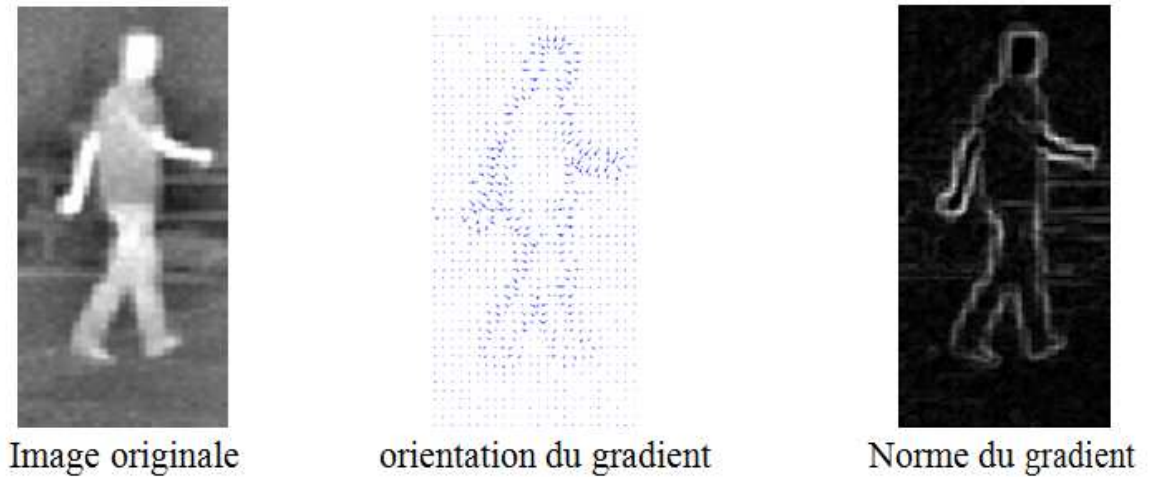 Image originale
orientation du gradient
Norme du gradient